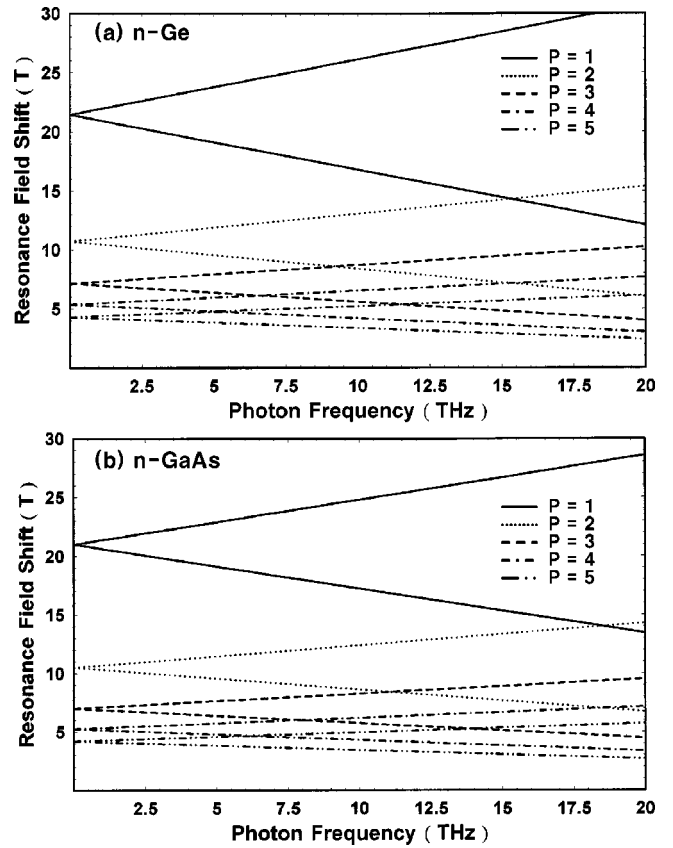 30
(a) n-Ge
25
P = 1
P = 2
P = 3
P = 4
P = 5
20
15
10
5
Resonance Field Shift ( T )
2.5 5 7.5 10 12.5 15 17.5 20
Photon Frequency ( THz )
30
(b) n-GaAs
25
P = 1
P = 2
P = 3
P = 4
P = 5
20
15
10
5
Resonance Field Shift ( T )
2.5 5 7.5 10 12.5 15 17.5 20
Photon Frequency ( THz )